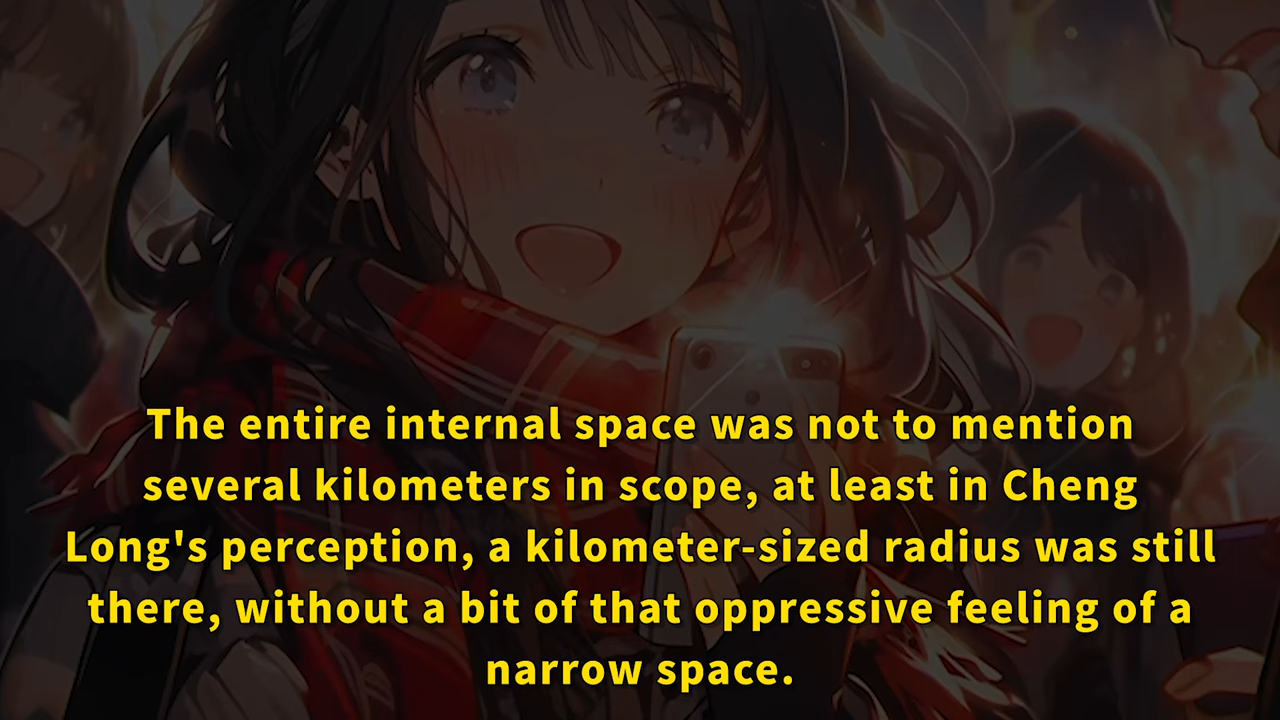 The entire internal space was not to mention
several kilometers in scope, at least in Cheng
Long's perception, a kilometer-sized radius was still
there, without a bit of that oppressive feeling of a
narrow space.